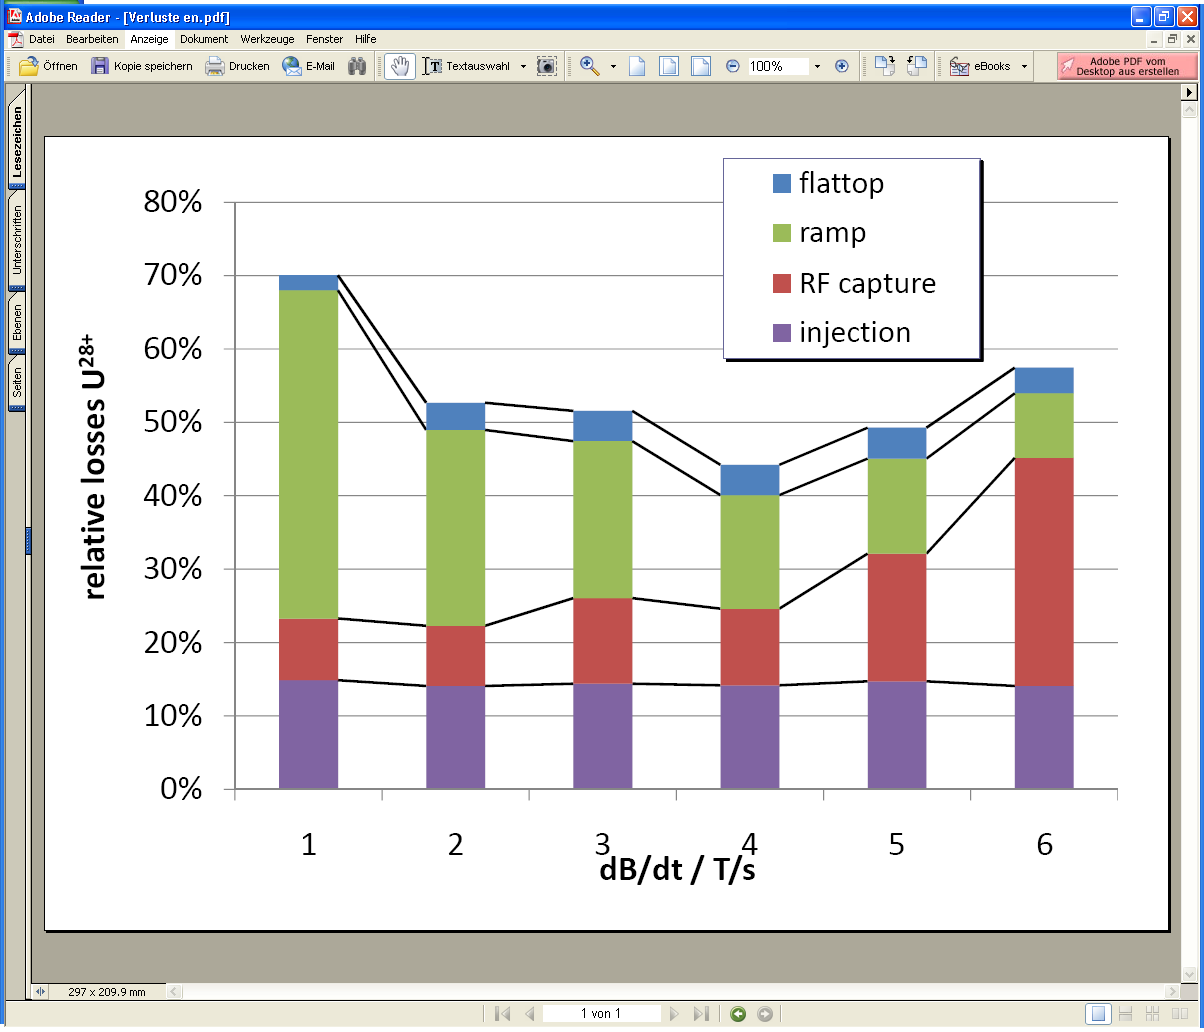 Adobe Reader - [Verluste en.pdf]
Datei Bearbeiten Anzeige Dokument Werkzeuge Fenster Hilfe
Öffnen Kopie speichern Drucken E-Mail Textauswahl 100% eBooks Adobe PDF vom
Desktop aus erstellen
Lesezeichen
Unterschriften
Ebenen
Seiten
flattop
ramp
RF capture
injection
80%
70%
60%
50%
40%
30%
20%
10%
0%
relative losses U²⁸⁺
1 2 3 4 5 6
dB/dt / T/s
297 x 209.9 mm
1 von 1